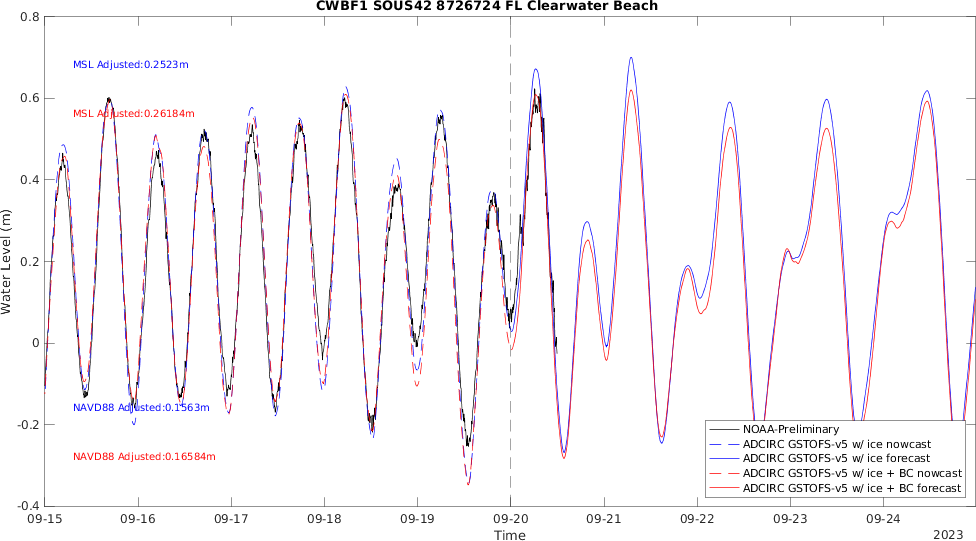 CWBF1 SOUS42 8726724 FL Clearwater Beach
0.8
MSL Adjusted:0.2523m
0.6
MSL Adjusted:0.26184m
0.4
Water Level (m)
0.2
0
NAVD88 Adjusted:0.1563m
-0.2
NOAA-Preliminary
ADCIRC GSTOFS-v5 w/ ice nowcast
ADCIRC GSTOFS-v5 w/ ice forecast
NAVD88 Adjusted:0.16584m
ADCIRC GSTOFS-v5 w/ ice + BC nowcast
ADCIRC GSTOFS-v5 w/ ice + BC forecast
-0.4
09-15 09-16 09-17 09-18 09-19 09-20 09-21 09-22 09-23 09-24
Time
2023